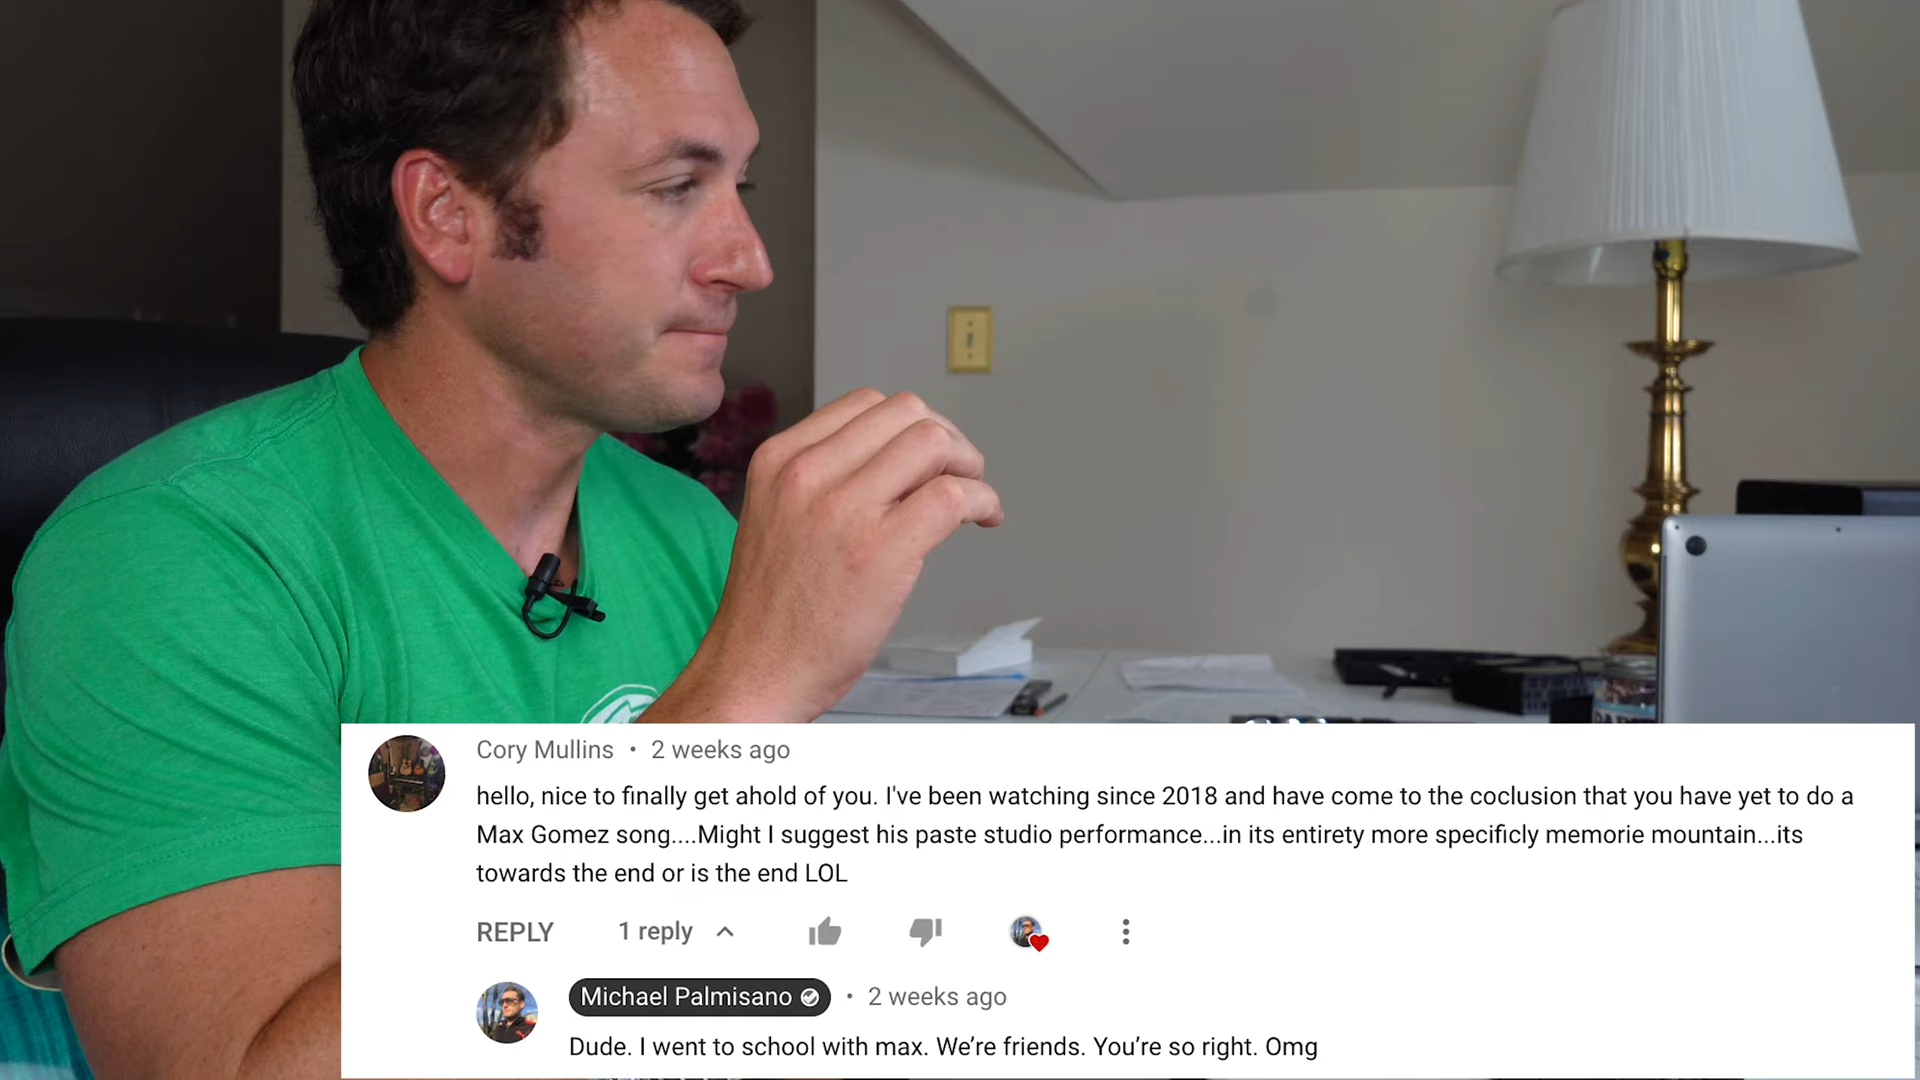 Cory Mullins • 2 weeks ago
hello, nice to finally get ahold of you. I've been watching since 2018 and have come to the coclusion that you have yet to do a
Max Gomez song....Might I suggest his paste studio performance...in its entirety more specificly memorie mountain...its
towards the end or is the end LOL
REPLY 1 reply
Michael Palmisano • 2 weeks ago
Dude. I went to school with max. We’re friends. You’re so right. Omg